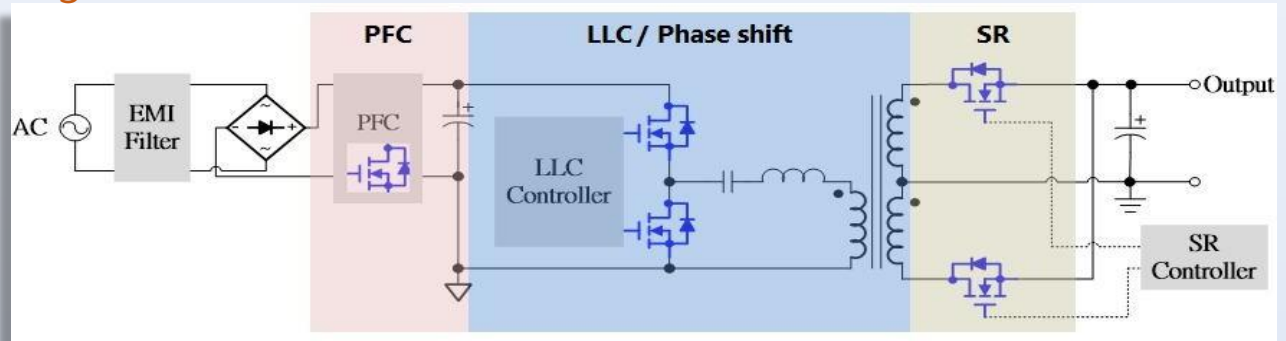 PFC
LLC / Phase shift
SR
AC
EMI
Filter
PFC
LLC
Controller
Output
SR
Controller